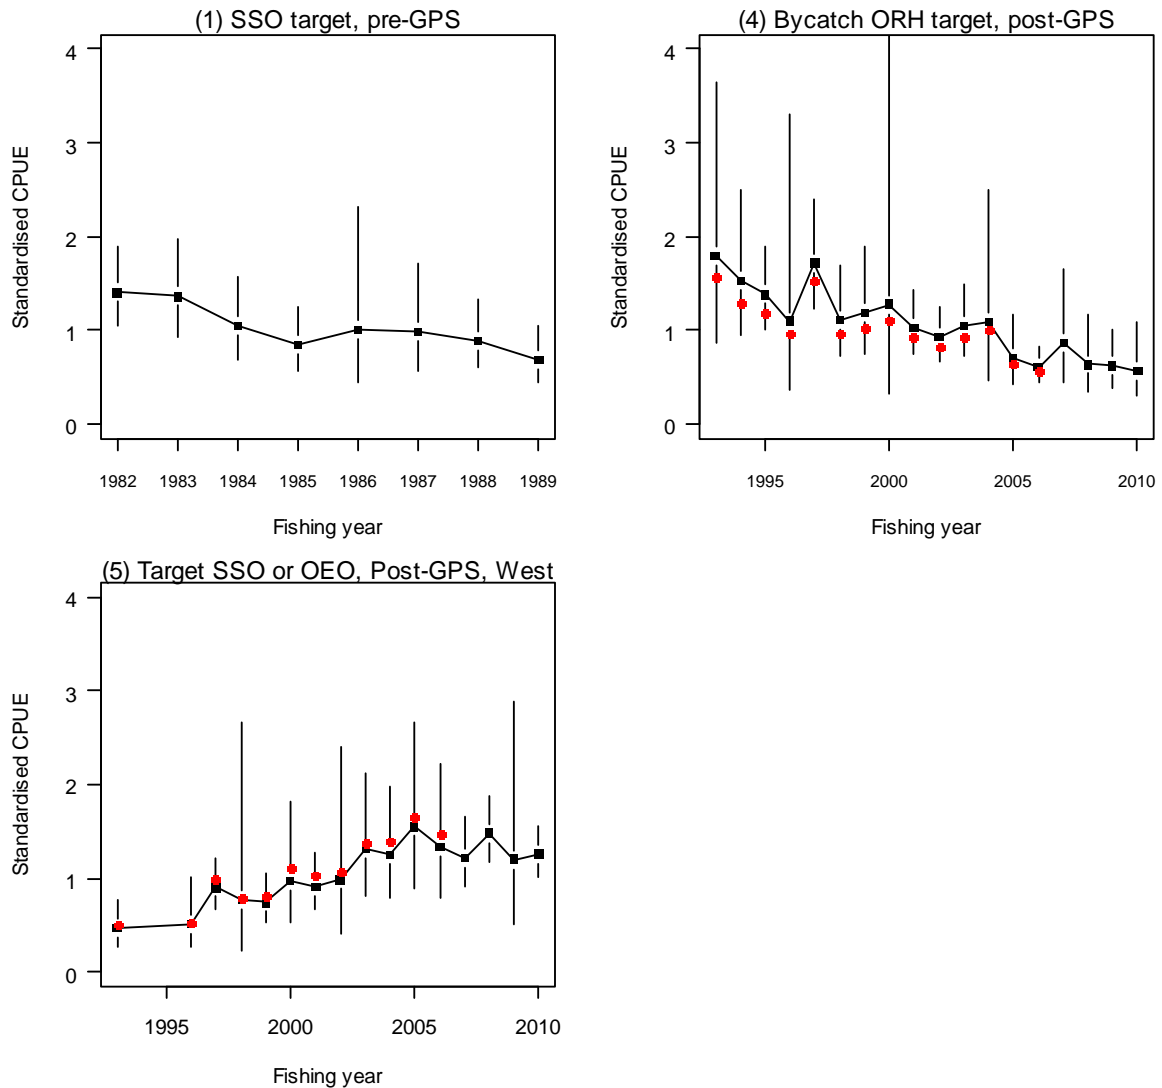 (1) SSO target, pre-GPS
4
3
2
1
0
Standardised CPUE
1982 1983 1984 1985 1986 1987 1988 1989
Fishing year
(4) Bycatch ORH target, post-GPS
4
3
2
1
0
Standardised CPUE
1995 2000 2005 2010
Fishing year
(5) Target SSO or OEO, Post-GPS, West
4
3
2
1
0
Standardised CPUE
1995 2000 2005 2010
Fishing year